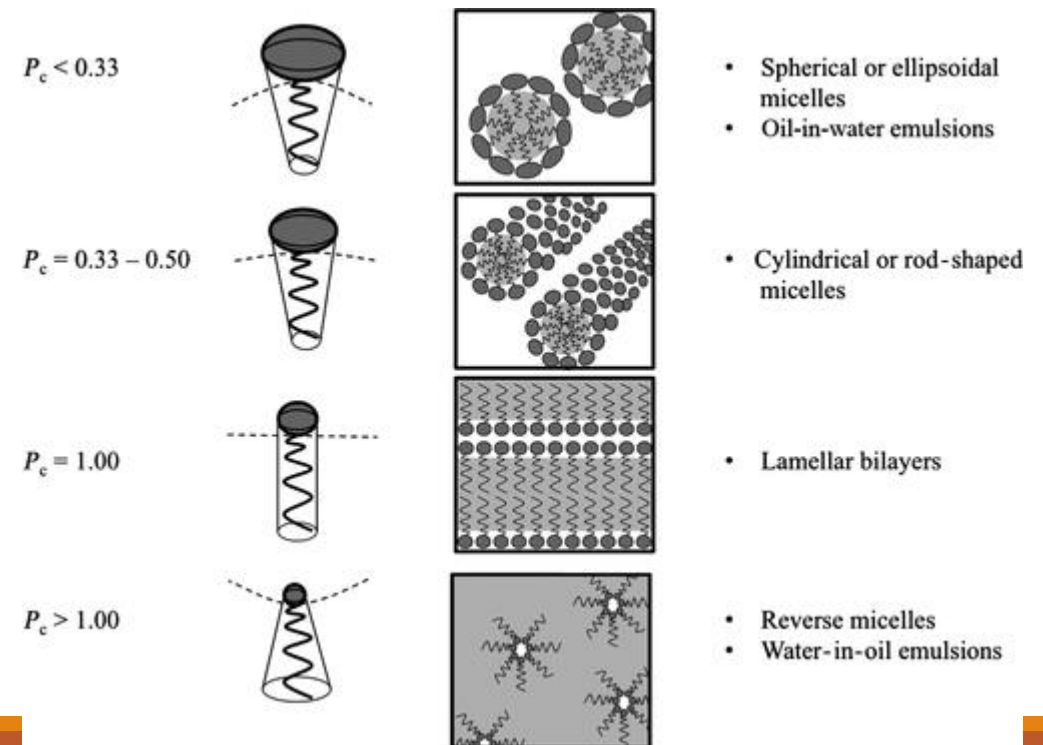 P_c < 0.33
• Spherical or ellipsoidal
micelles
• Oil-in-water emulsions
P_c = 0.33 – 0.50
• Cylindrical or rod-shaped
micelles
P_c = 1.00
• Lamellar bilayers
P_c > 1.00
• Reverse micelles
• Water-in-oil emulsions